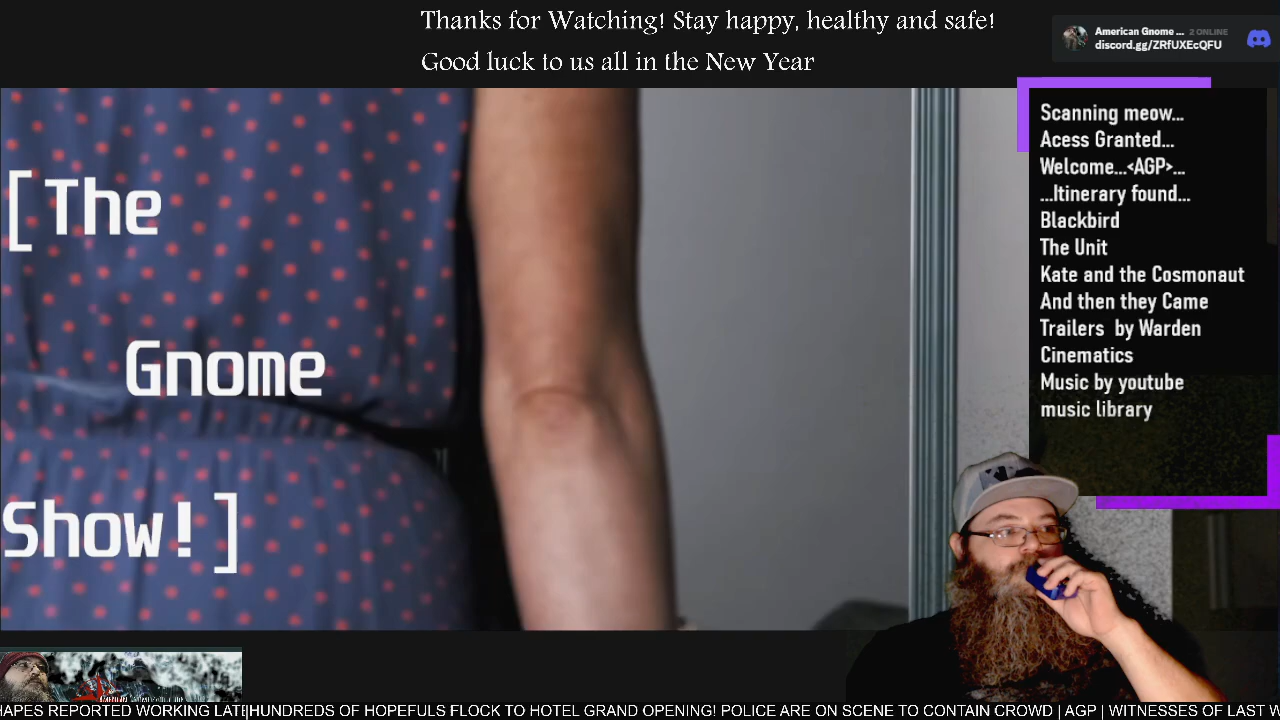 Thanks for Watching! Stay happy, healthy and safe!
Good luck to us all in the New Year
American Gnome ... 2 ONLINE
discord.gg/ZRfUXEcQFU
Scanning meow...
Acess Granted...
Welcome...<AGP>...
...Itinerary found...
Blackbird
The Unit
Kate and the Cosmonaut
And then they Came
Trailers by Warden
Cinematics
Music by youtube
music library
[The
Gnome
Show!]
HAPES REPORTED WORKING LAT|HUNDREDS OF HOPEFULS FLOCK TO HOTEL GRAND OPENING! POLICE ARE ON SCENE TO CONTAIN CROWD | AGP | WITNESSES OF LAST W